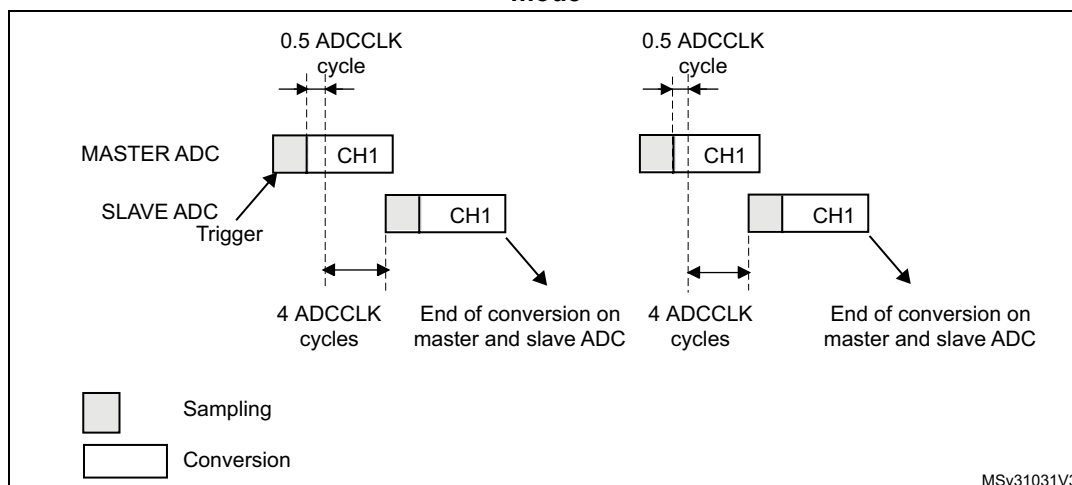 0.5 ADCCLK
cycle
0.5 ADCCLK
cycle
MASTER ADC
CH1
CH1
SLAVE ADC
Trigger
CH1
CH1
4 ADCCLK
cycles
End of conversion on
master and slave ADC
4 ADCCLK
cycles
End of conversion on
master and slave ADC
Sampling
Conversion
MSv31031V3